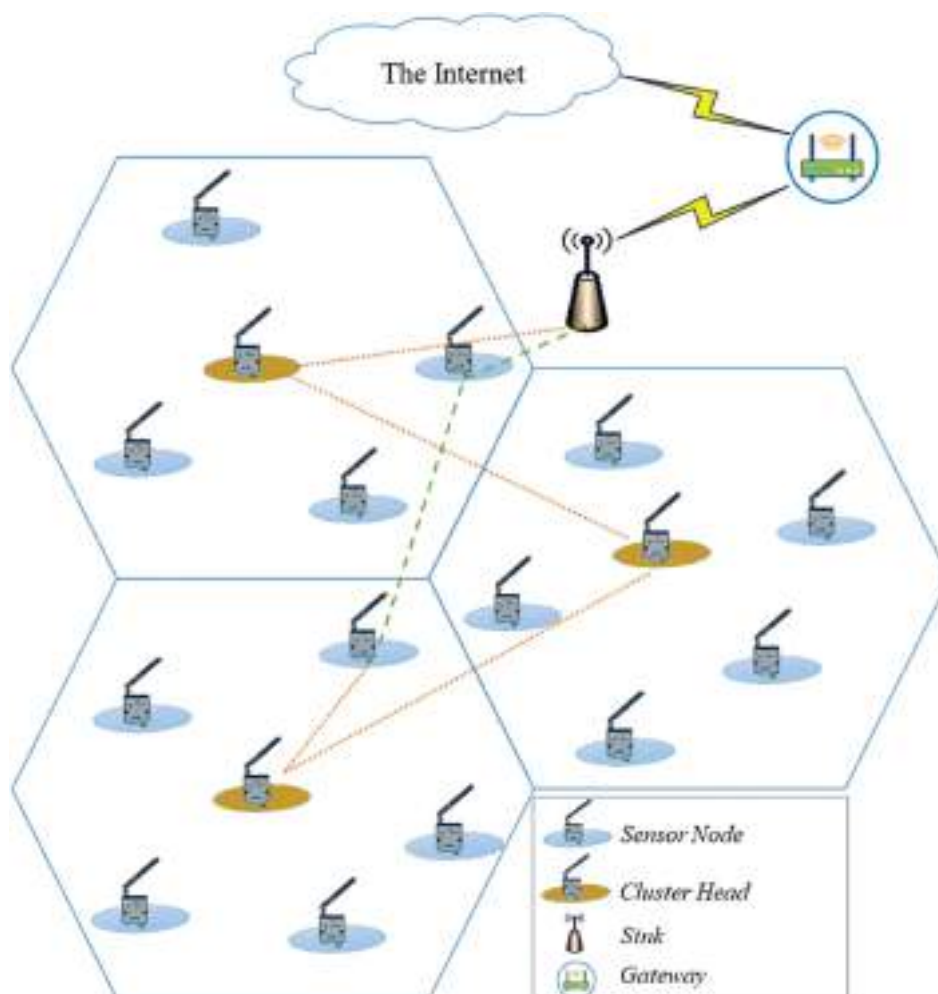 The Internet
Sensor Node
Cluster Head
Sink
Gateway